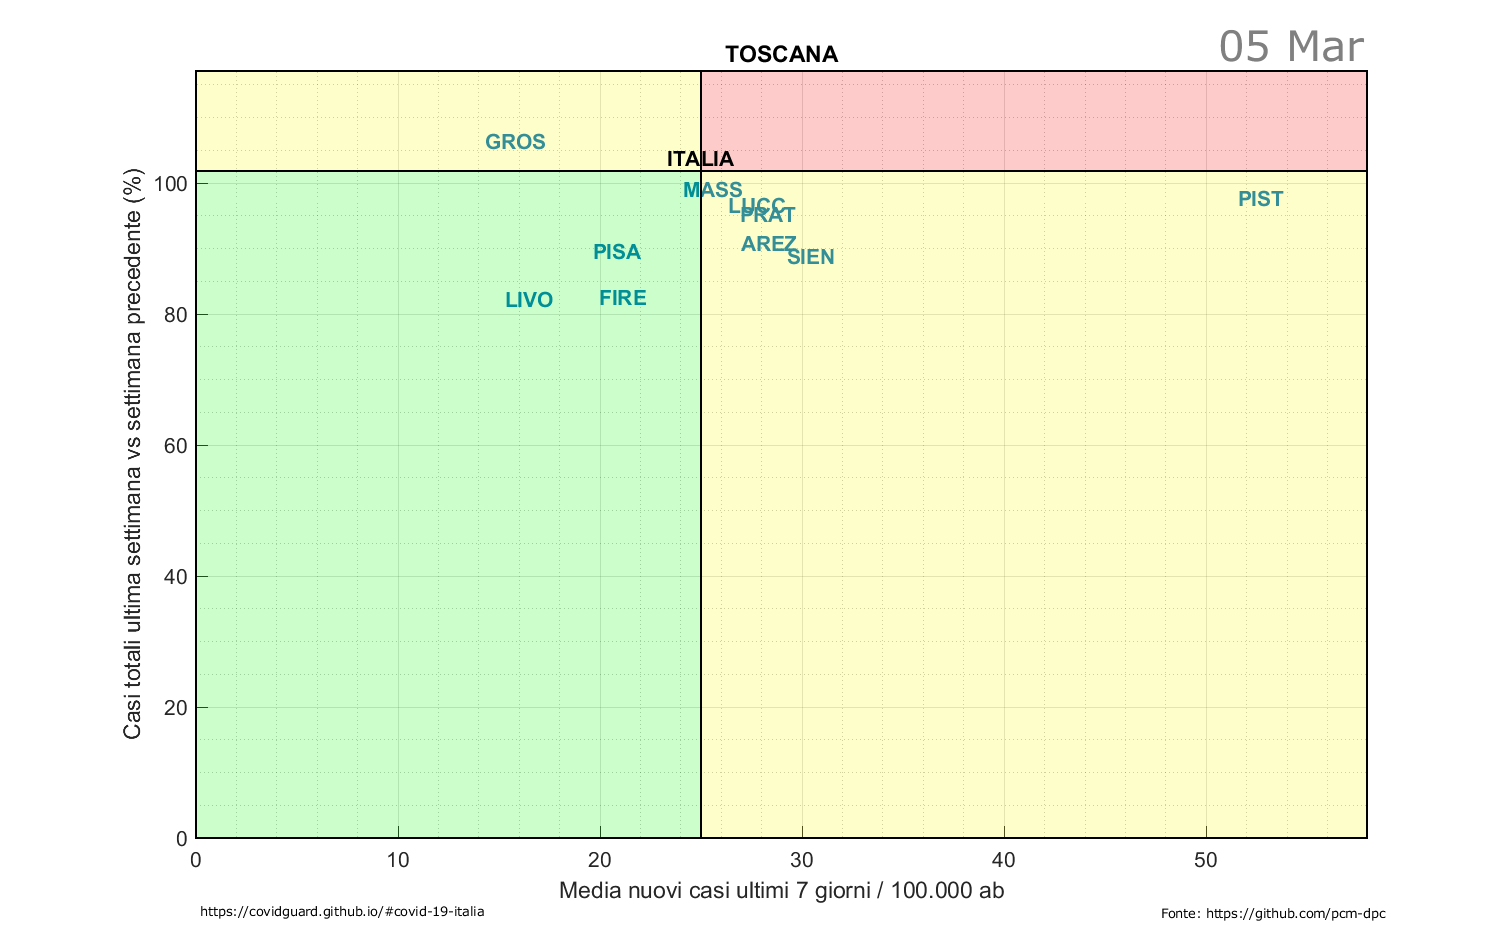 05 Mar
TOSCANA
GROS
ITALIA
MASS
PIST
LUCC
PRAT
AREZ
SIEN
PISA
LIVO
FIRE
Casi totali ultima settimana vs settimana precedente (%)
100
80
60
40
20
0
0 10 20 30 40 50
Media nuovi casi ultimi 7 giorni / 100.000 ab
https://covidguard.github.io/#covid-19-italia
Fonte: https://github.com/pcm-dpc